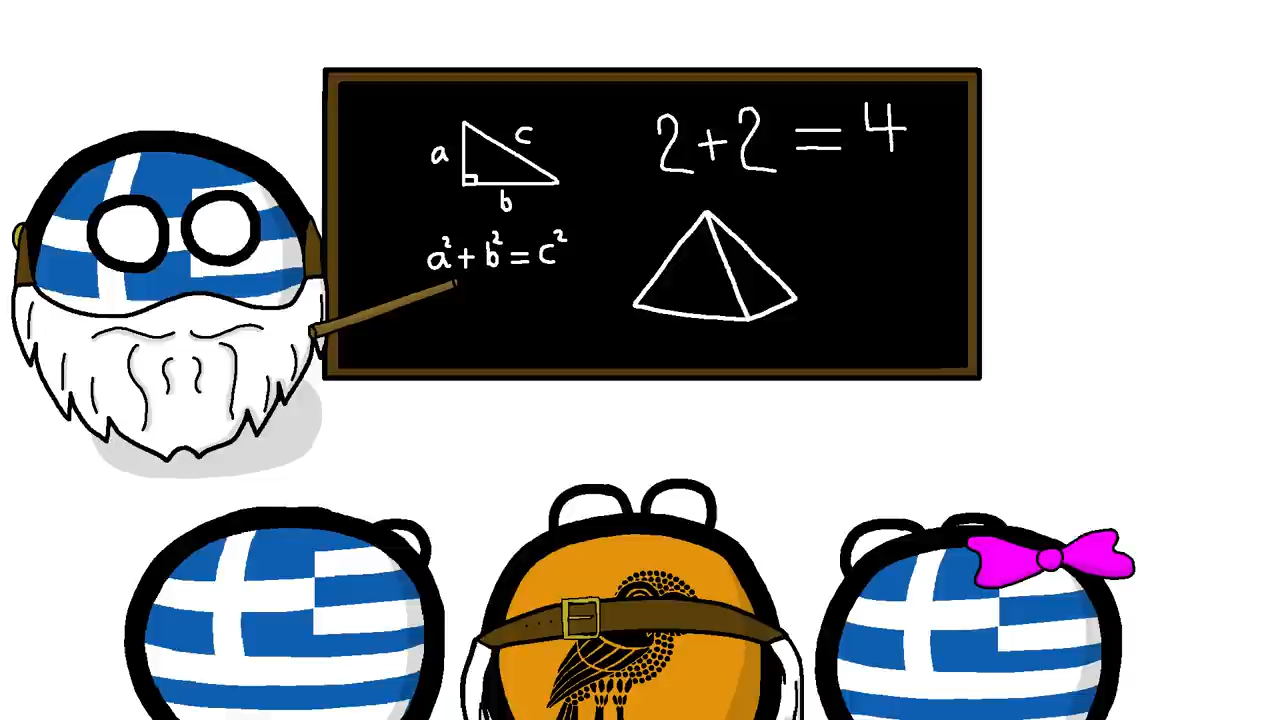 a
c
b
a² + b² = c²
2 + 2 = 4